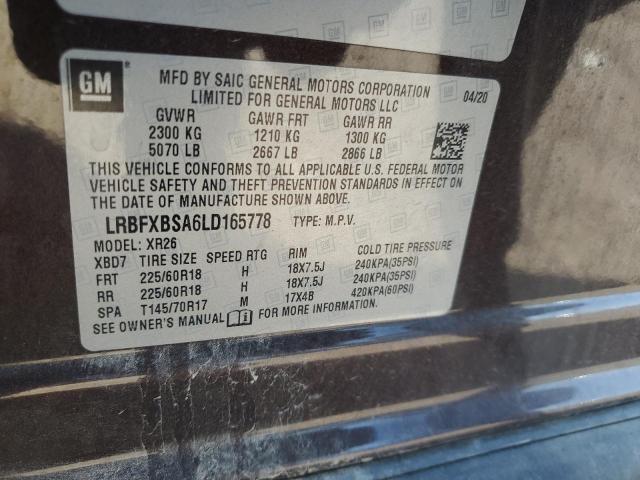 GM
MFD BY SAIC GENERAL MOTORS CORPORATION
LIMITED FOR GENERAL MOTORS LLC 04/20
GVWR GAWR FRT GAWR RR
2300 KG 1210 KG 1300 KG
5070 LB 2667 LB 2866 LB
THIS VEHICLE CONFORMS TO ALL APPLICABLE U.S. FEDERAL MOTOR
VEHICLE SAFETY AND THEFT PREVENTION STANDARDS IN EFFECT ON
THE DATE OF MANUFACTURE SHOWN ABOVE.
LRBFXBSA6LD165778 TYPE: M.P.V.
MODEL: XR26
XBD7 TIRE SIZE SPEED RTG RIM COLD TIRE PRESSURE
FRT 225/60R18 H 18X7.5J 240KPA(35PSI)
RR 225/60R18 H 18X7.5J 240KPA(35PSI)
SPA T145/70R17 M 17X4B 420KPA(60PSI)
SEE OWNER'S MANUAL FOR MORE INFORMATION.